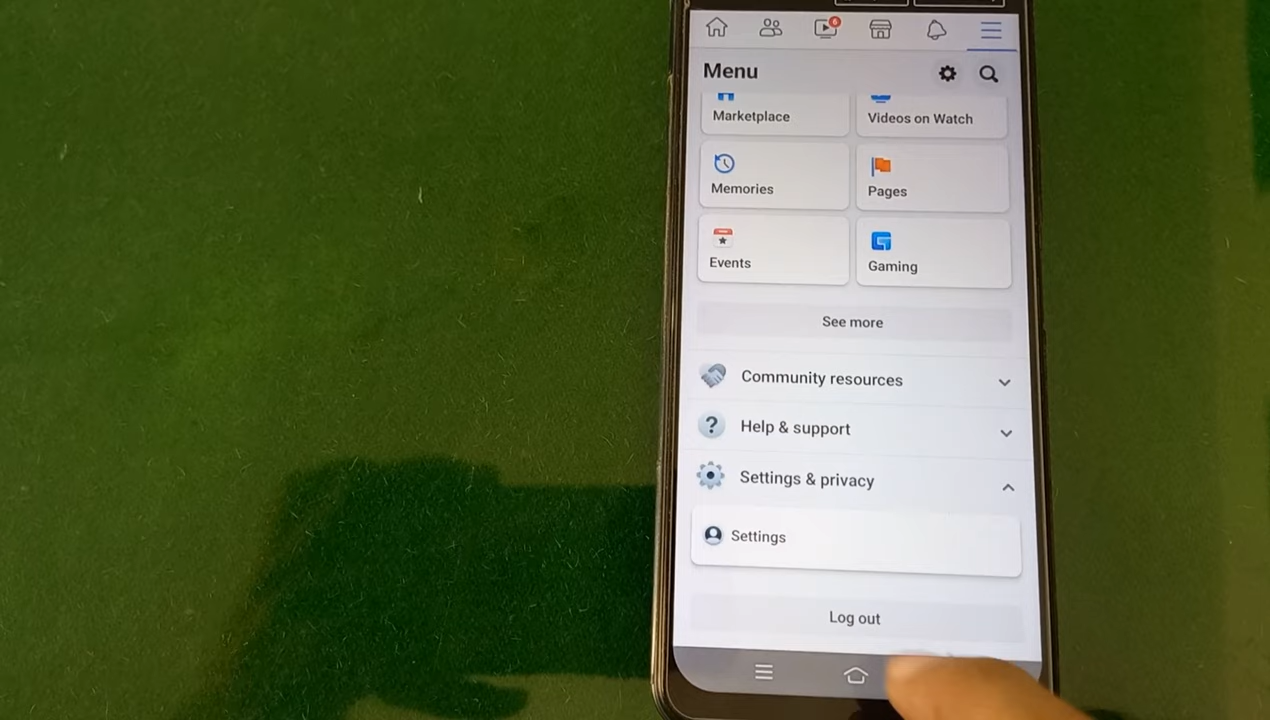 6
Menu
Marketplace
Videos on Watch
Memories
Pages
Events
Gaming
See more
Community resources
? Help & support
Settings & privacy
Settings
Log out